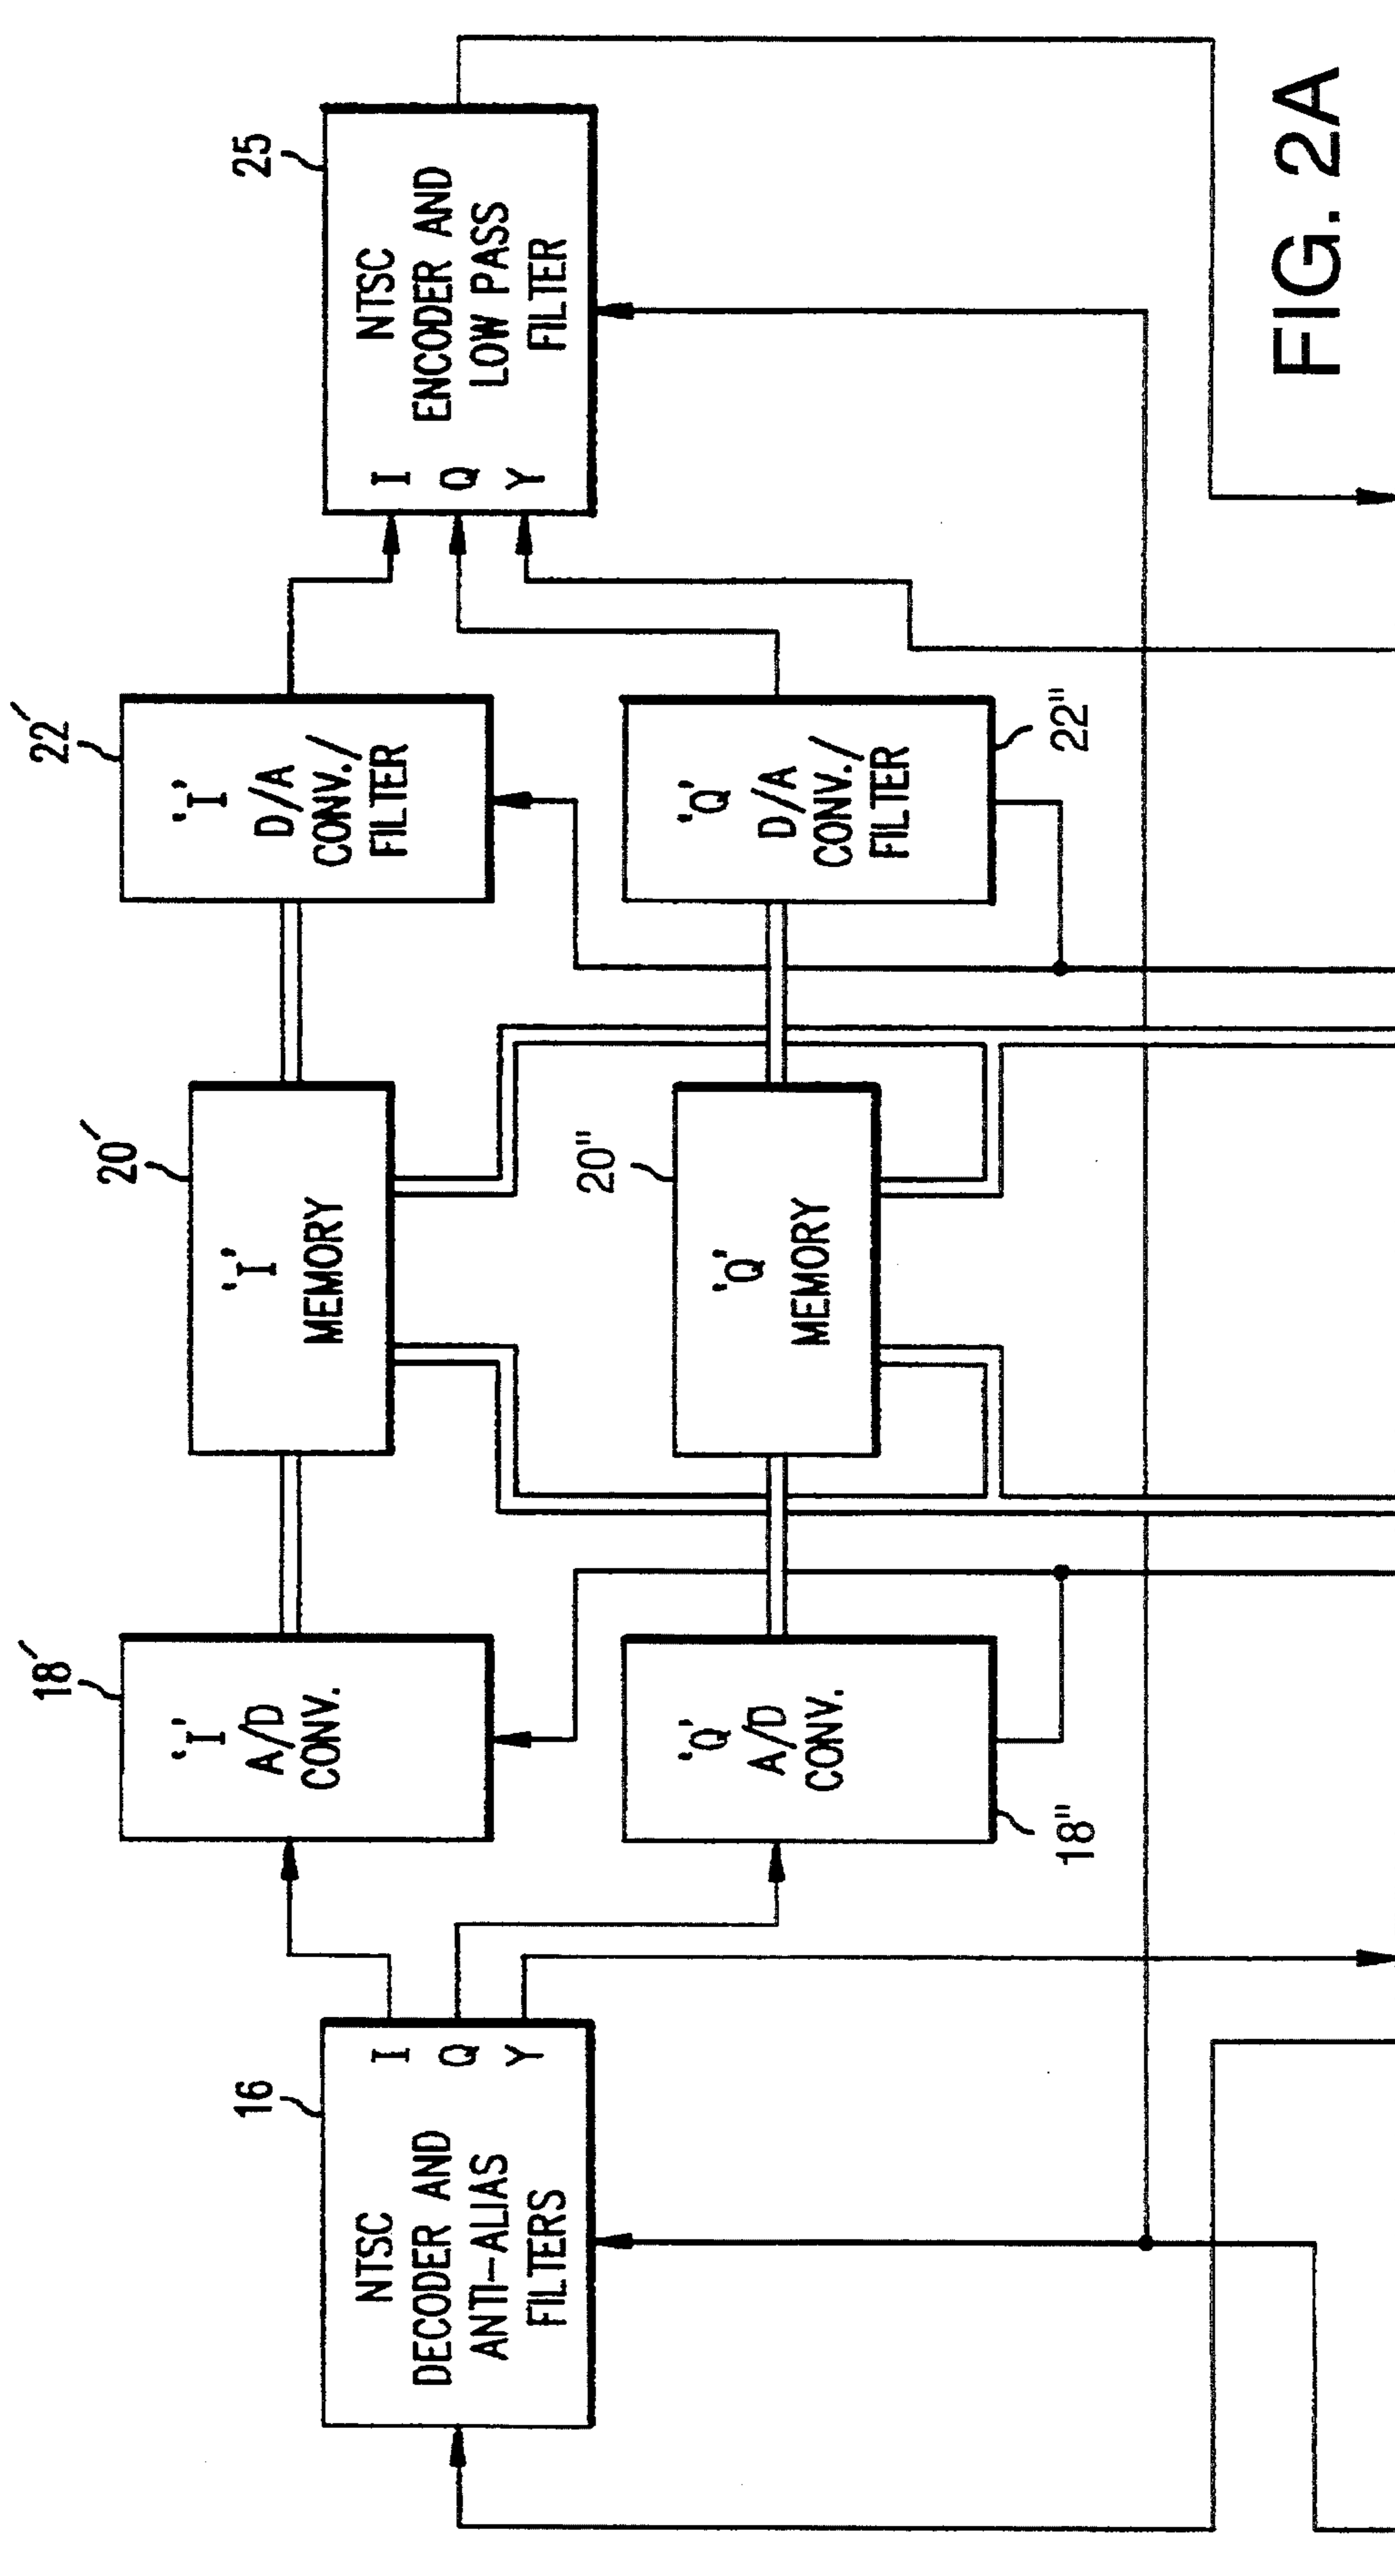 16
NTSC
DECODER AND
ANTI-ALIAS
FILTERS
I
Q
Y
18'
'I'
A/D
CONV.
20'
'I'
MEMORY
22'
'I'
D/A
CONV./
FILTER
25
NTSC
ENCODER AND
LOW PASS
FILTER
I
Q
Y
'Q'
A/D
CONV.
18"
20"
'Q'
MEMORY
'Q'
D/A
CONV./
FILTER
22"
FIG. 2A